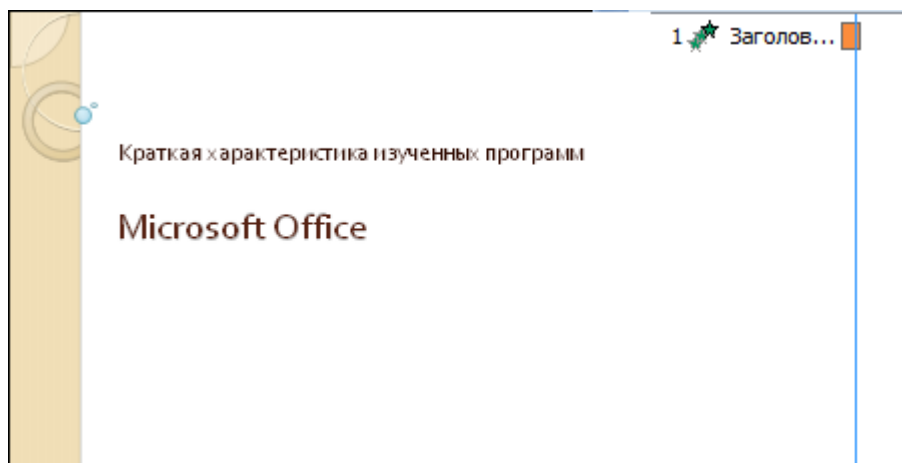 1 Заголов...
Краткая характеристика изученных программ
Microsoft Office